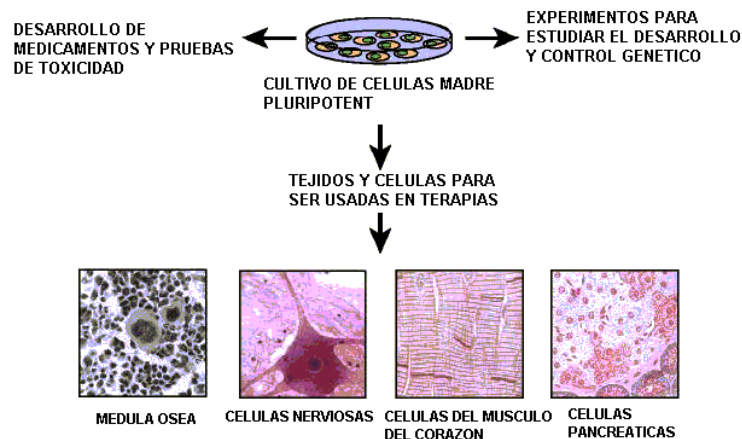 DESARROLLO DE
MEDICAMENTOS Y PRUEBAS
DE TOXICIDAD
EXPERIMENTOS PARA
ESTUDIAR EL DESARROLLO
Y CONTROL GENETICO
CULTIVO DE CELULAS MADRE
PLURIPOTENT
TEJIDOS Y CELULAS PARA
SER USADAS EN TERAPIAS
MEDULA OSEA
CELULAS NERVIOSAS
CELULAS DEL MUSCULO
DEL CORAZON
CELULAS
PANCREATICAS